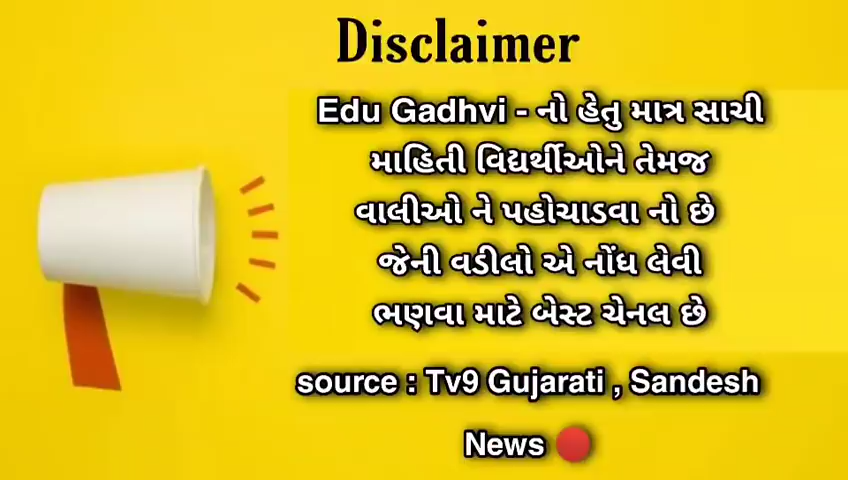 Disclaimer
Edu Gadhvi - નો હેતુ માત્ર સાચી
માહિતી વિદ્યર્થીઓને તેમજ
વાલીઓ ને પહોચાડવા નો છે
જેની વડીલો એ નોંધ લેવી
ભણવા માટે બેસ્ટ ચેનલ છે
source : Tv9 Gujarati , Sandesh
News 🔴